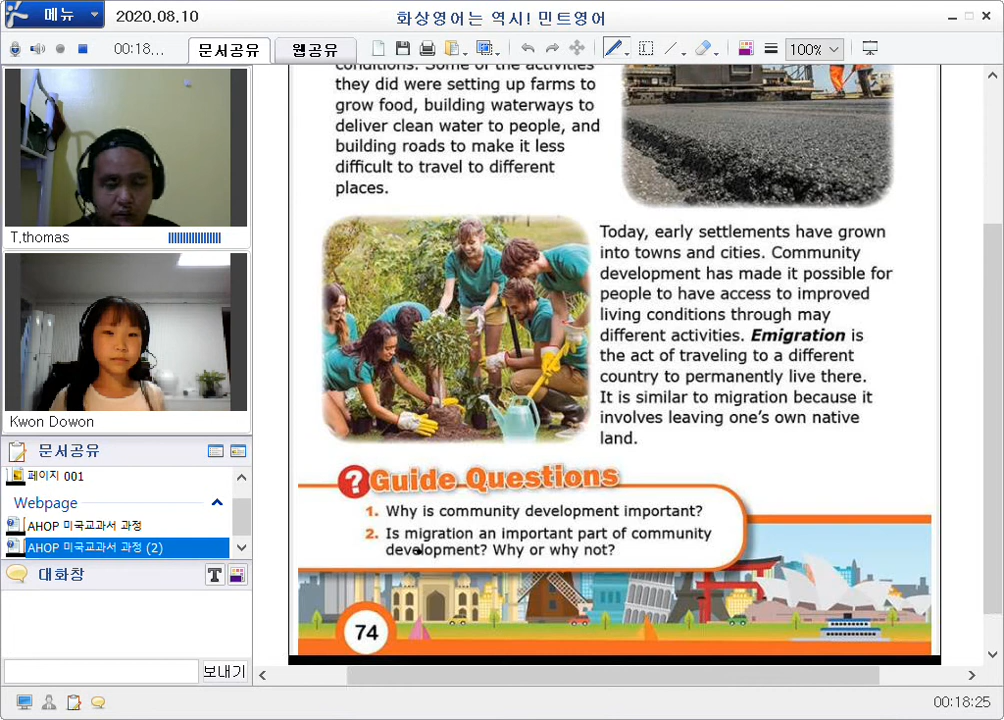 메뉴 2020.08.10 화상영어는 역시! 민트영어
00:18... 문서공유 웹공유 100%
conditions. Some of the activities
they did were setting up farms to
grow food, building waterways to
deliver clean water to people, and
building roads to make it less
difficult to travel to different
places.
T.thomas
Today, early settlements have grown
into towns and cities. Community
development has made it possible for
people to have access to improved
living conditions through may
different activities. Emigration is
the act of traveling to a different
country to permanently live there.
It is similar to migration because it
involves leaving one's own native
land.
Kwon Dowon
문서공유
페이지 001
Webpage
AHOP 미국교과서 과정
AHOP 미국교과서 과정 (2)
대화창
T
보내기
? Guide Questions
1. Why is community development important?
2. Is migration an important part of community
development? Why or why not?
74
00:18:25